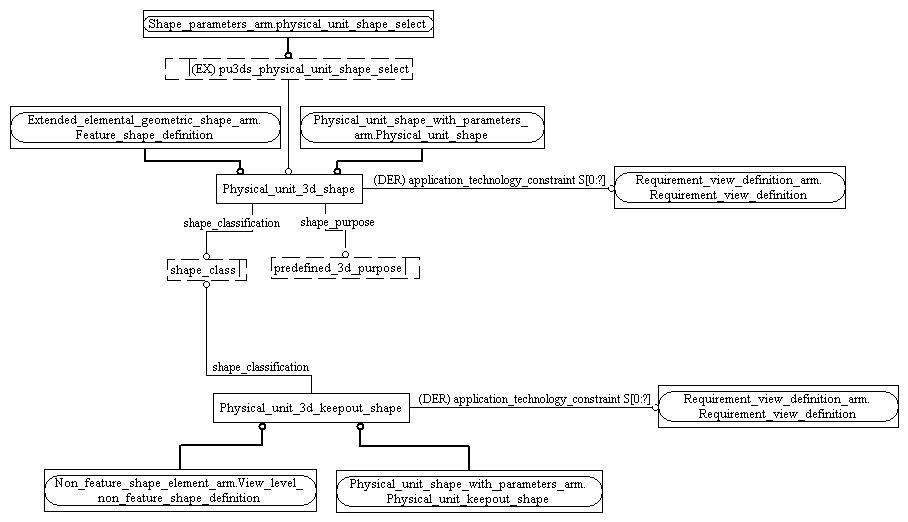 Shape_parameters_arm.physical_unit_shape_select
(EX) pu3ds_physical_unit_shape_select
Extended_elemental_geometric_shape_arm.
Feature_shape_definition
Physical_unit_shape_with_parameters_
arm.Physical_unit_shape
Physical_unit_3d_shape
(DER) application_technology_constraint S[0:?]
Requirement_view_definition_arm.
Requirement_view_definition
shape_classification
shape_purpose
shape_class
predefined_3d_purpose
shape_classification
Physical_unit_3d_keepout_shape
(DER) application_technology_constraint S[0:?]
Requirement_view_definition_arm.
Requirement_view_definition
Non_feature_shape_element_arm.View_level_
non_feature_shape_definition
Physical_unit_shape_with_parameters_arm.
Physical_unit_keepout_shape